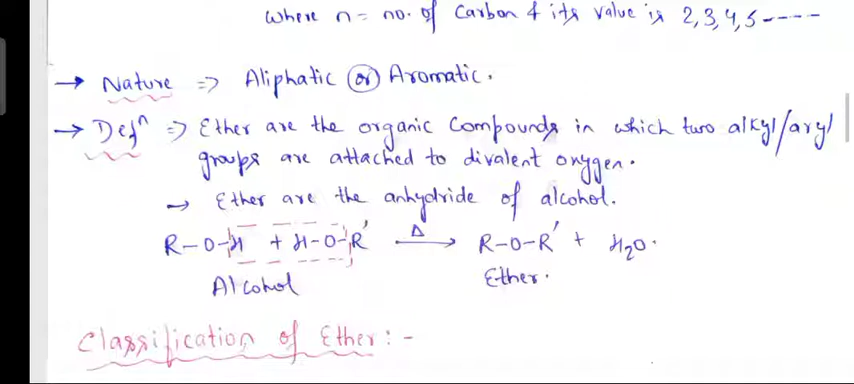 where n = no. of Carbon & its value is 2,3,4,5-----
→ Nature => Aliphatic (or) Aromatic.
→ Defⁿ => Ether are the organic compounds in which two alkyl/aryl
groups are attached to divalent oxygen.
→ Ether are the anhydride of alcohol.
R-O-H + H-O-R' —Δ→ R-O-R' + H₂O.
Alcohol Ether.
Classification of Ether:-